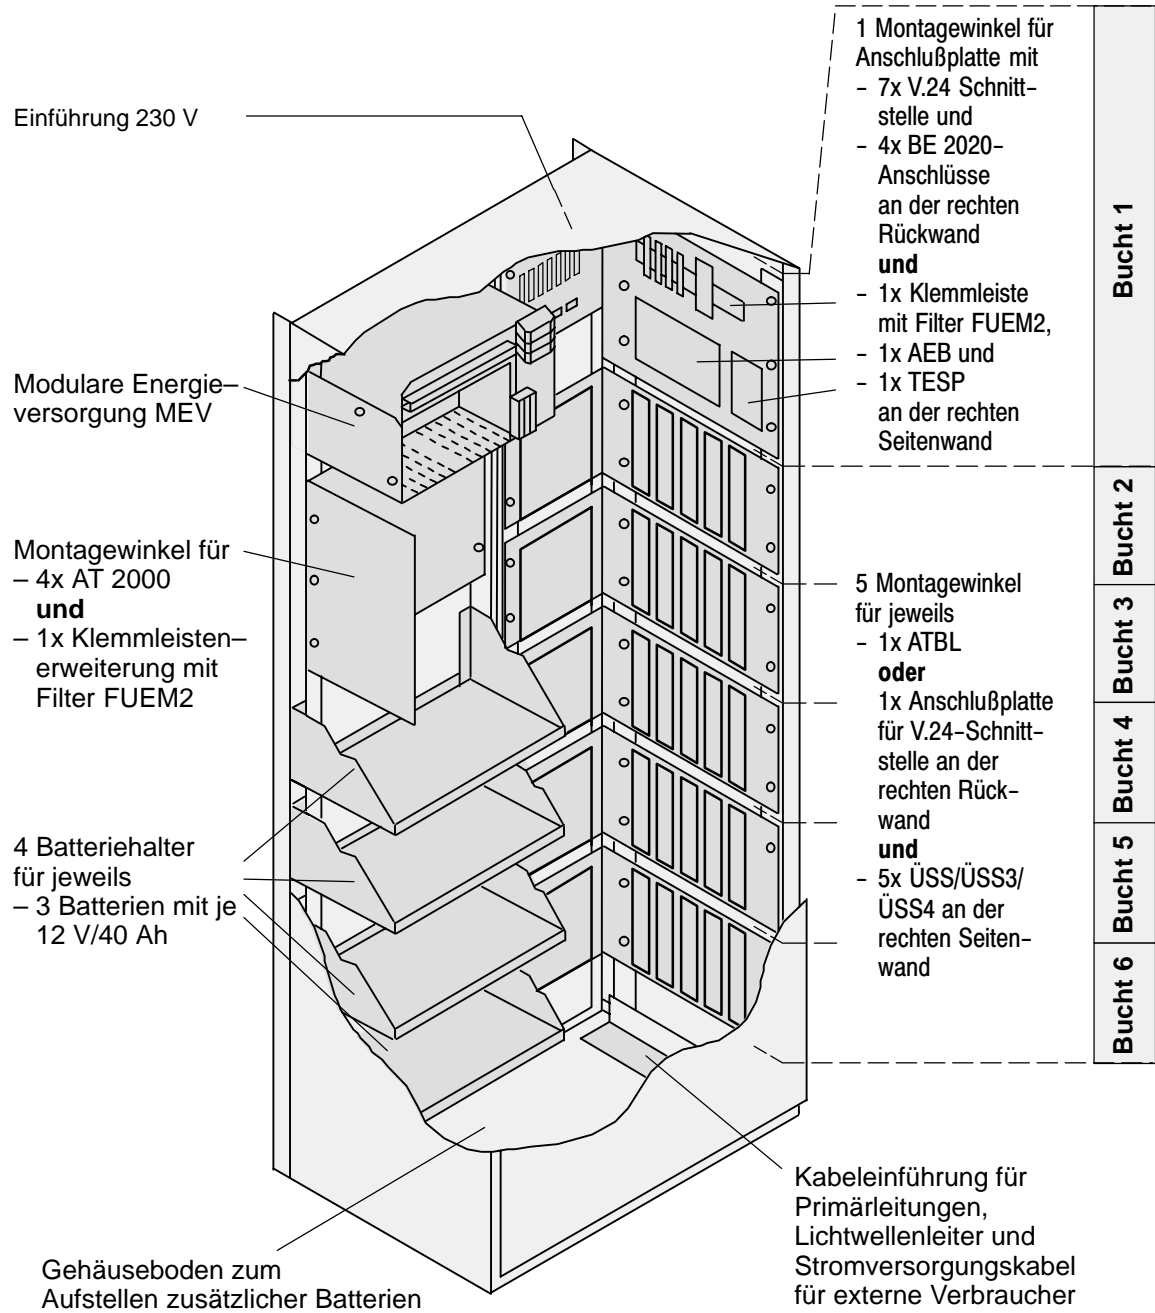 Einführung 230 V
Modulare Energie–
versorgung MEV
Montagewinkel für
– 4x AT 2000
und
– 1x Klemmleisten–
erweiterung mit
Filter FUEM2
4 Batteriehalter
für jeweils
– 3 Batterien mit je
12 V/40 Ah
Gehäuseboden zum
Aufstellen zusätzlicher Batterien
1 Montagewinkel für
Anschlußplatte mit
– 7x V.24 Schnitt–
stelle und
– 4x BE 2020–
Anschlüsse
an der rechten
Rückwand
und
– 1x Klemmleiste
mit Filter FUEM2,
– 1x AEB und
– 1x TESP
an der rechten
Seitenwand
5 Montagewinkel
für jeweils
– 1x ATBL
oder
1x Anschlußplatte
für V.24–Schnitt–
stelle an der
rechten Rück–
wand
und
– 5x ÜSS/ÜSS3/
ÜSS4 an der
rechten Seiten–
wand
Kabeleinführung für
Primärleitungen,
Lichtwellenleiter und
Stromversorgungskabel
für externe Verbraucher
Bucht 1
Bucht 2
Bucht 3
Bucht 4
Bucht 5
Bucht 6